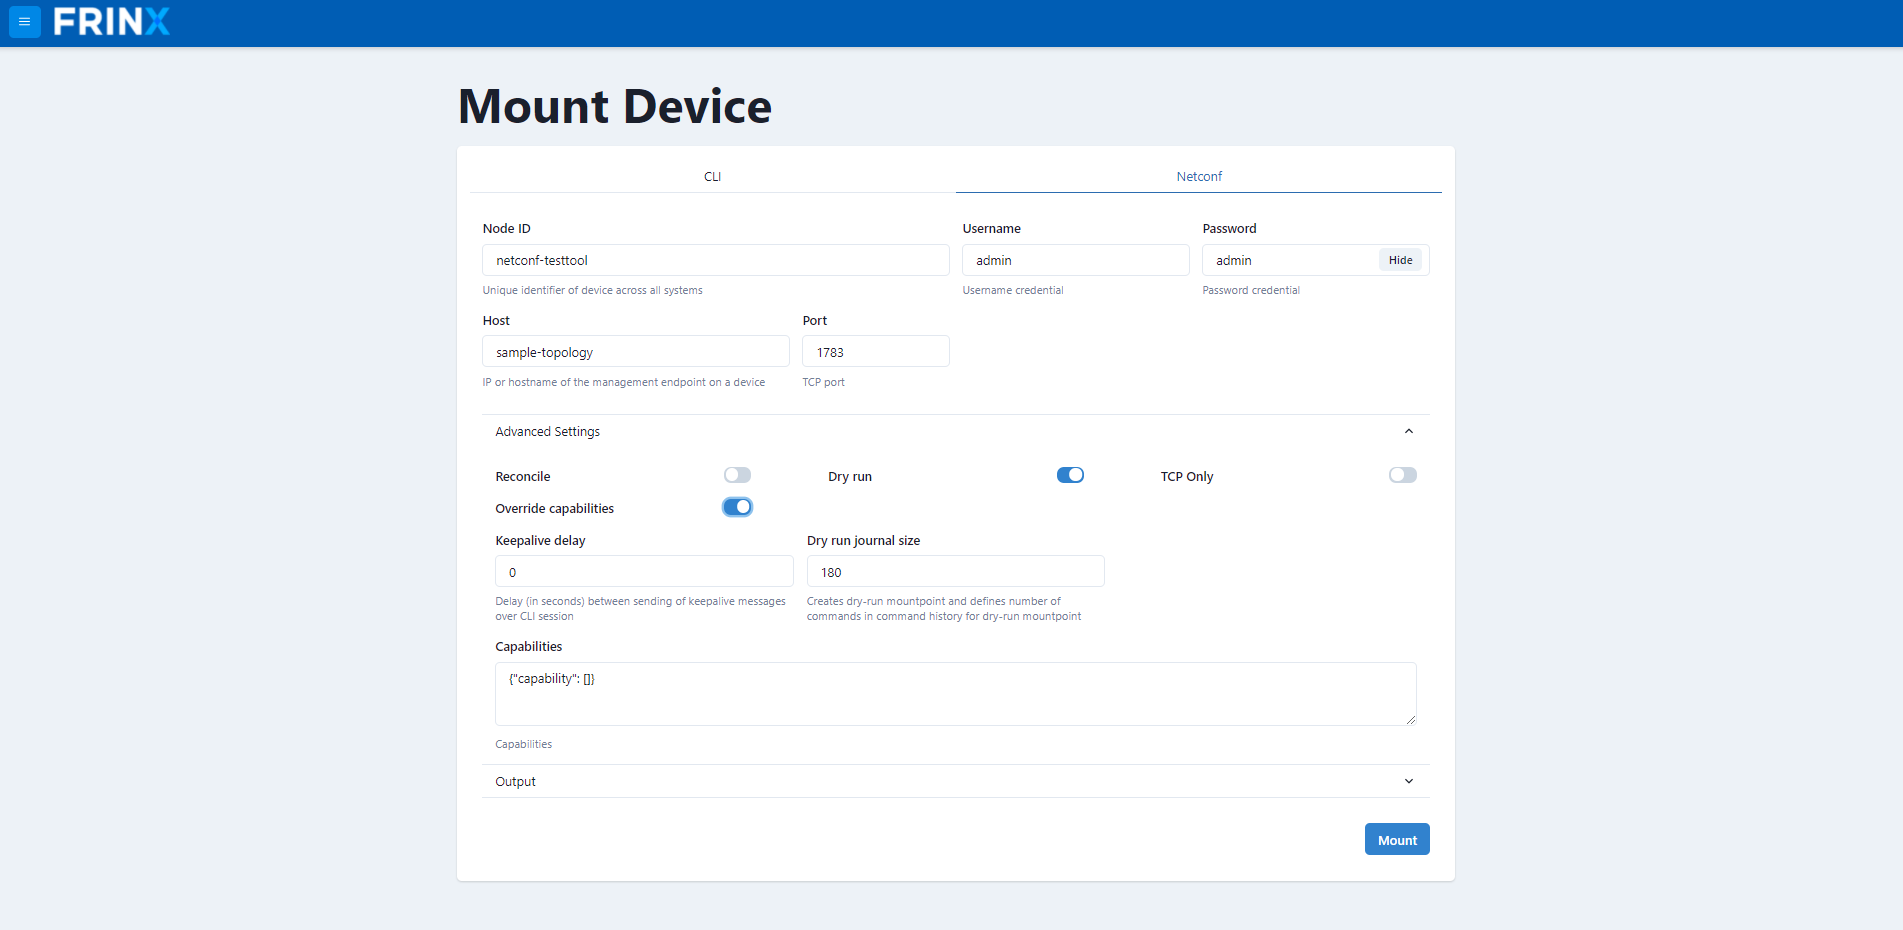 FRINX
Mount Device
CLI
Netconf
Node ID
Username
Password
netconf-testtool
admin
admin
Hide
Unique identifier of device across all systems
Username credential
Password credential
Host
Port
sample-topology
1783
IP or hostname of the management endpoint on a device
TCP port
Advanced Settings
Reconcile
Dry run
TCP Only
Override capabilities
Keepalive delay
Dry run journal size
0
180
Delay (in seconds) between sending of keepalive messages
over CLI session
Creates dry-run mountpoint and defines number of
commands in command history for dry-run mountpoint
Capabilities
{"capability": []}
Capabilities
Output
Mount